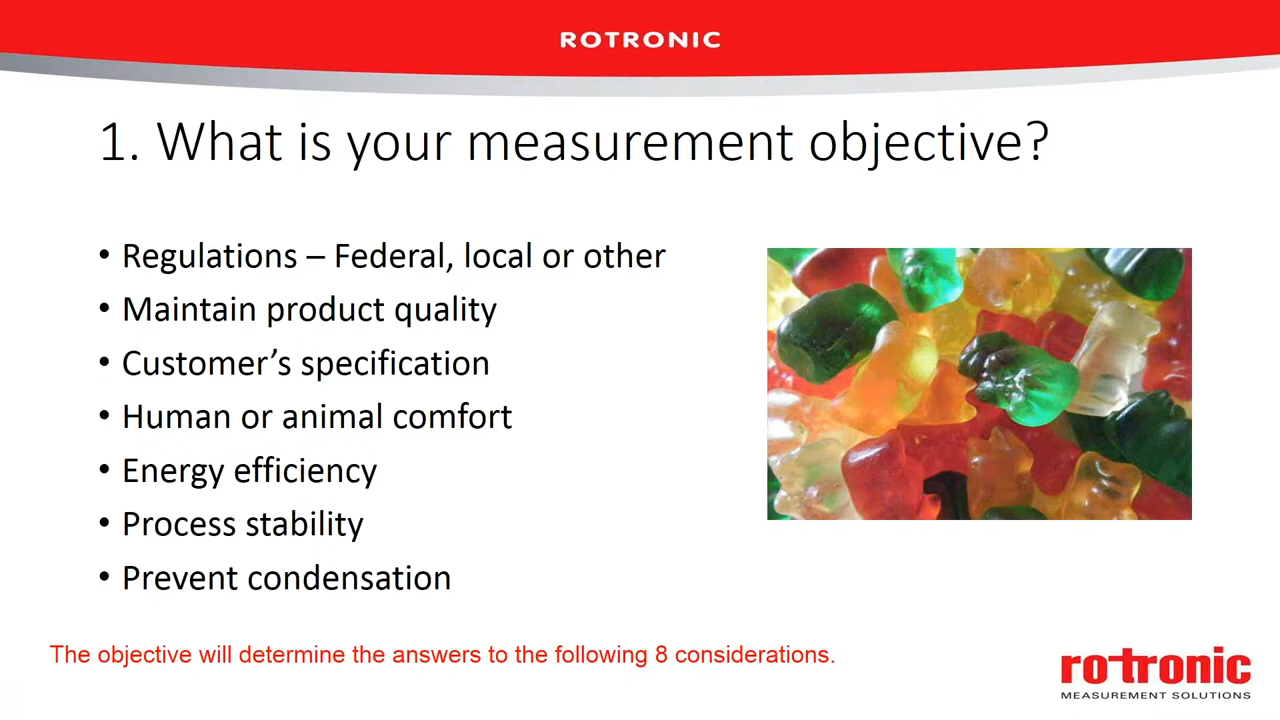 ROTRONIC
1. What is your measurement objective?
• Regulations – Federal, local or other
• Maintain product quality
• Customer’s specification
• Human or animal comfort
• Energy efficiency
• Process stability
• Prevent condensation
The objective will determine the answers to the following 8 considerations.
rotronic
MEASUREMENT SOLUTIONS